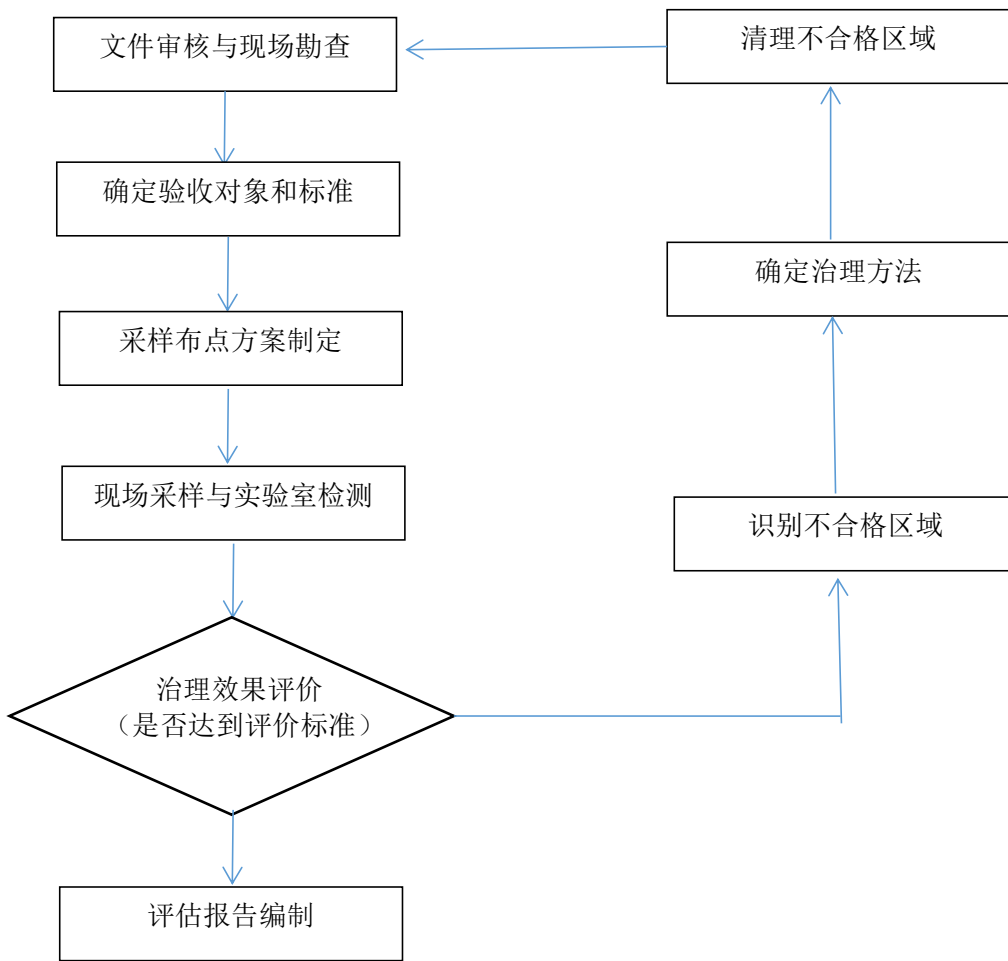 文件审核与现场勘查
清理不合格区域
确定验收对象和标准
确定治理方法
采样布点方案制定
现场采样与实验室检测
识别不合格区域
治理效果评价
（是否达到评价标准）
评估报告编制